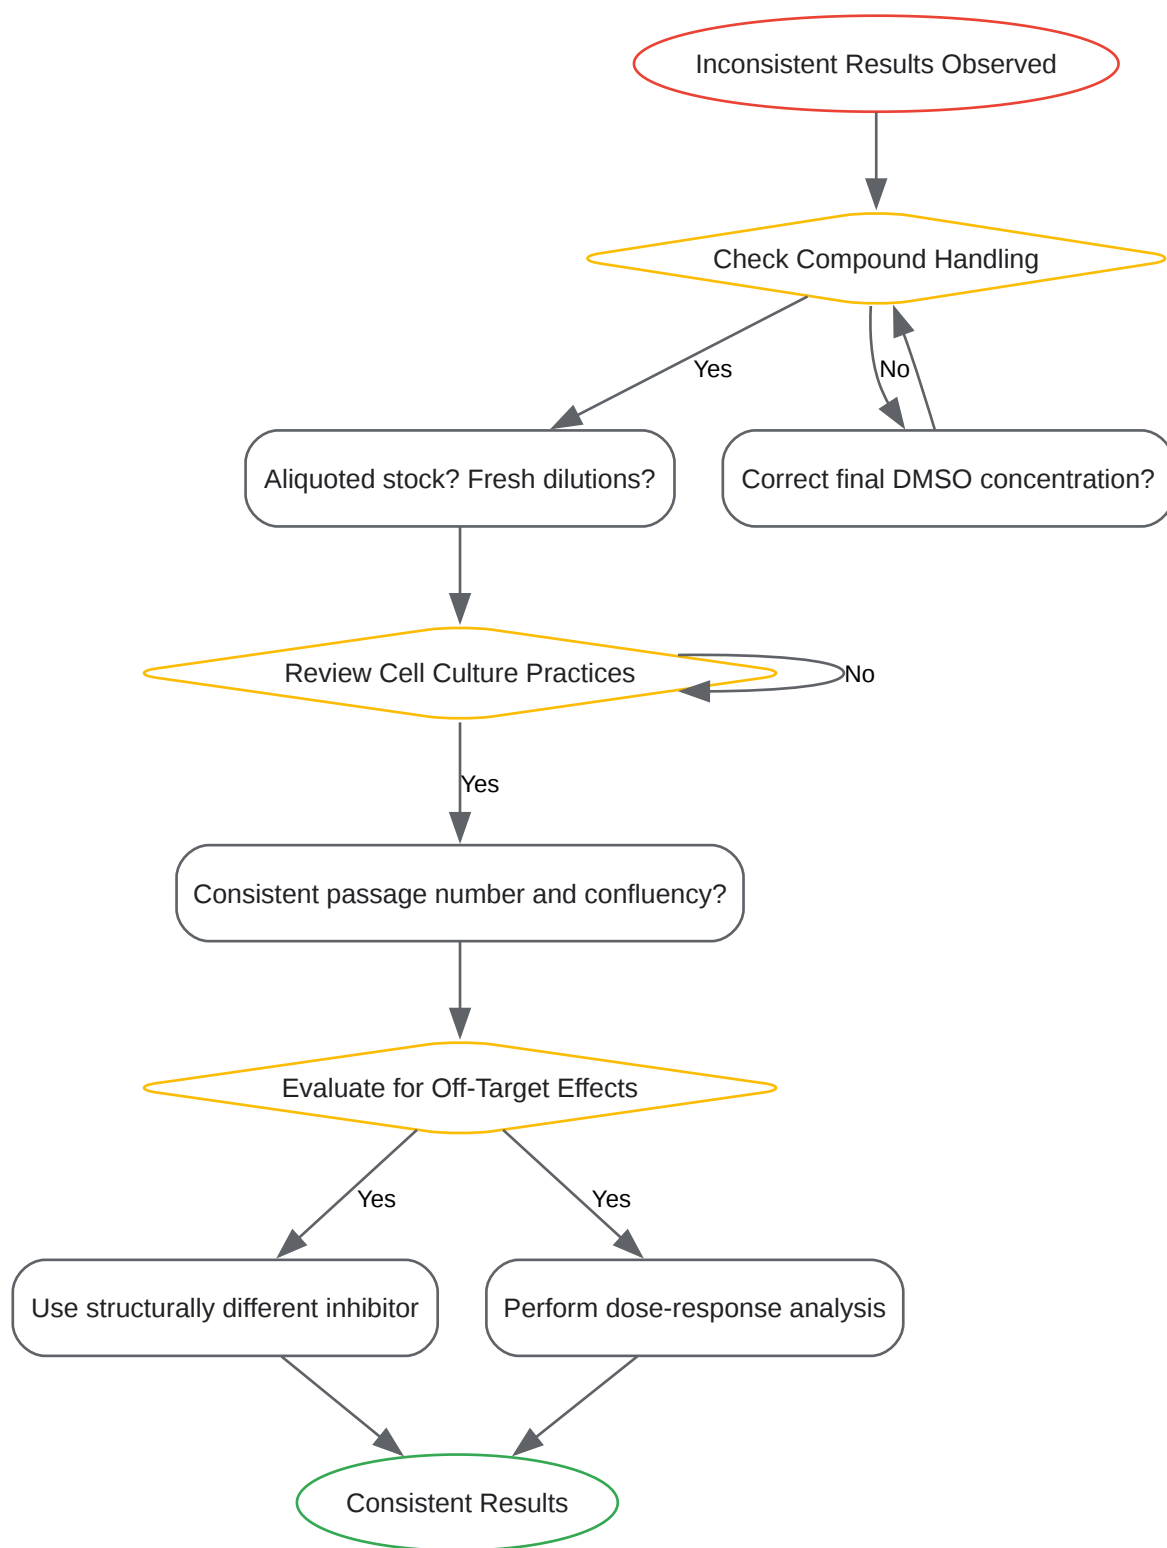 Inconsistent Results Observed
Check Compound Handling
Yes
No
Aliquoted stock? Fresh dilutions?
Correct final DMSO concentration?
Review Cell Culture Practices
No
Yes
Consistent passage number and confluency?
Evaluate for Off-Target Effects
Yes
Yes
Use structurally different inhibitor
Perform dose-response analysis
Consistent Results